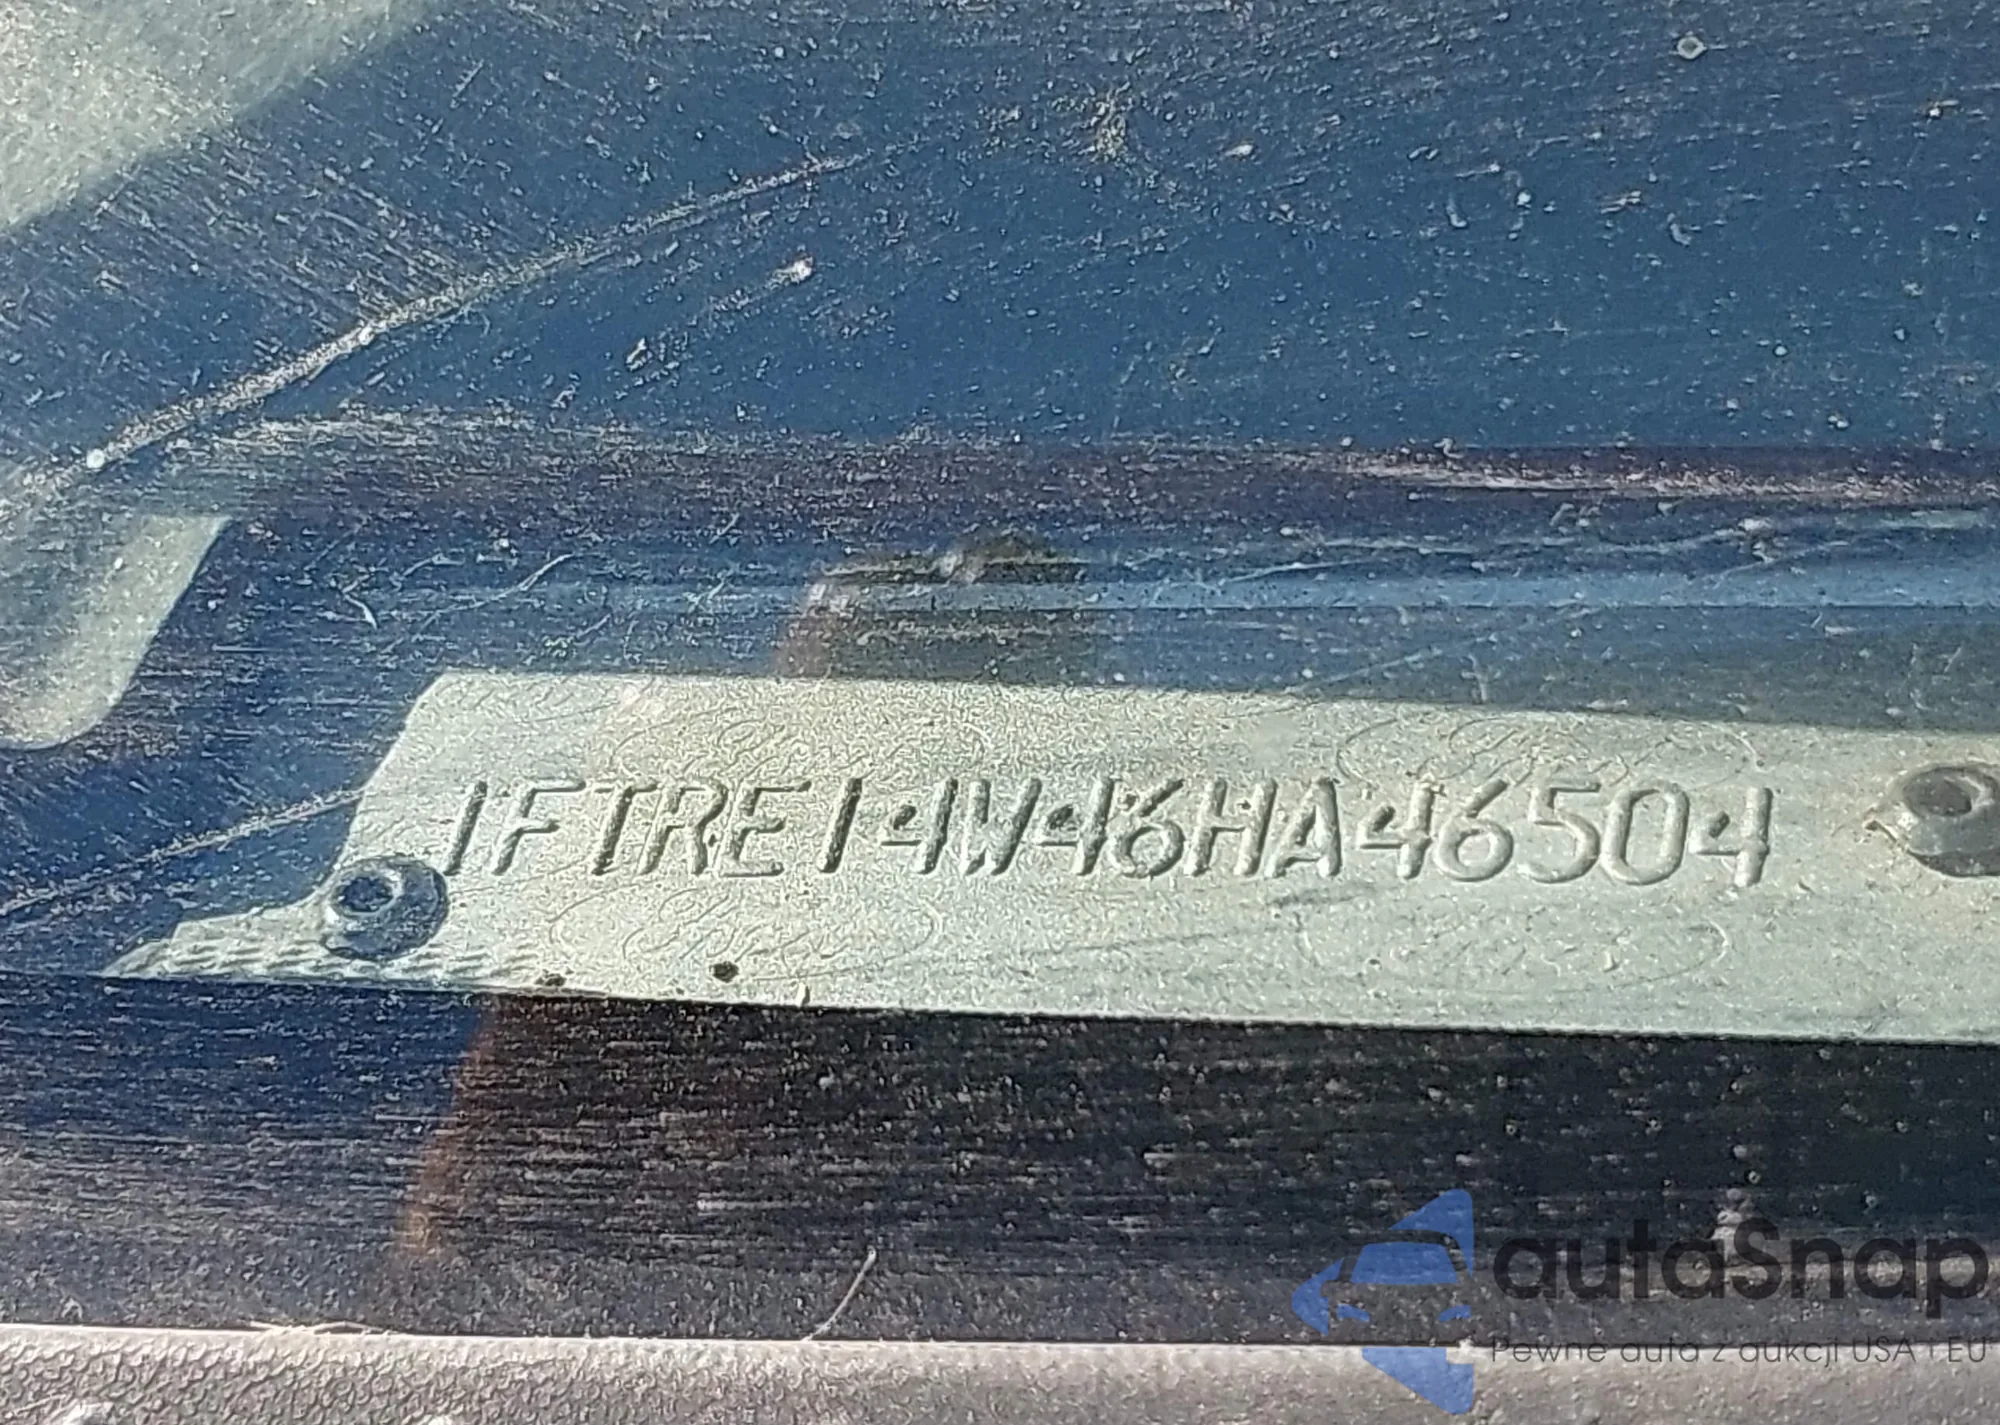 1FTRE14W46HA46504
autaSnap
Pewne auta z aukcji USA i EU